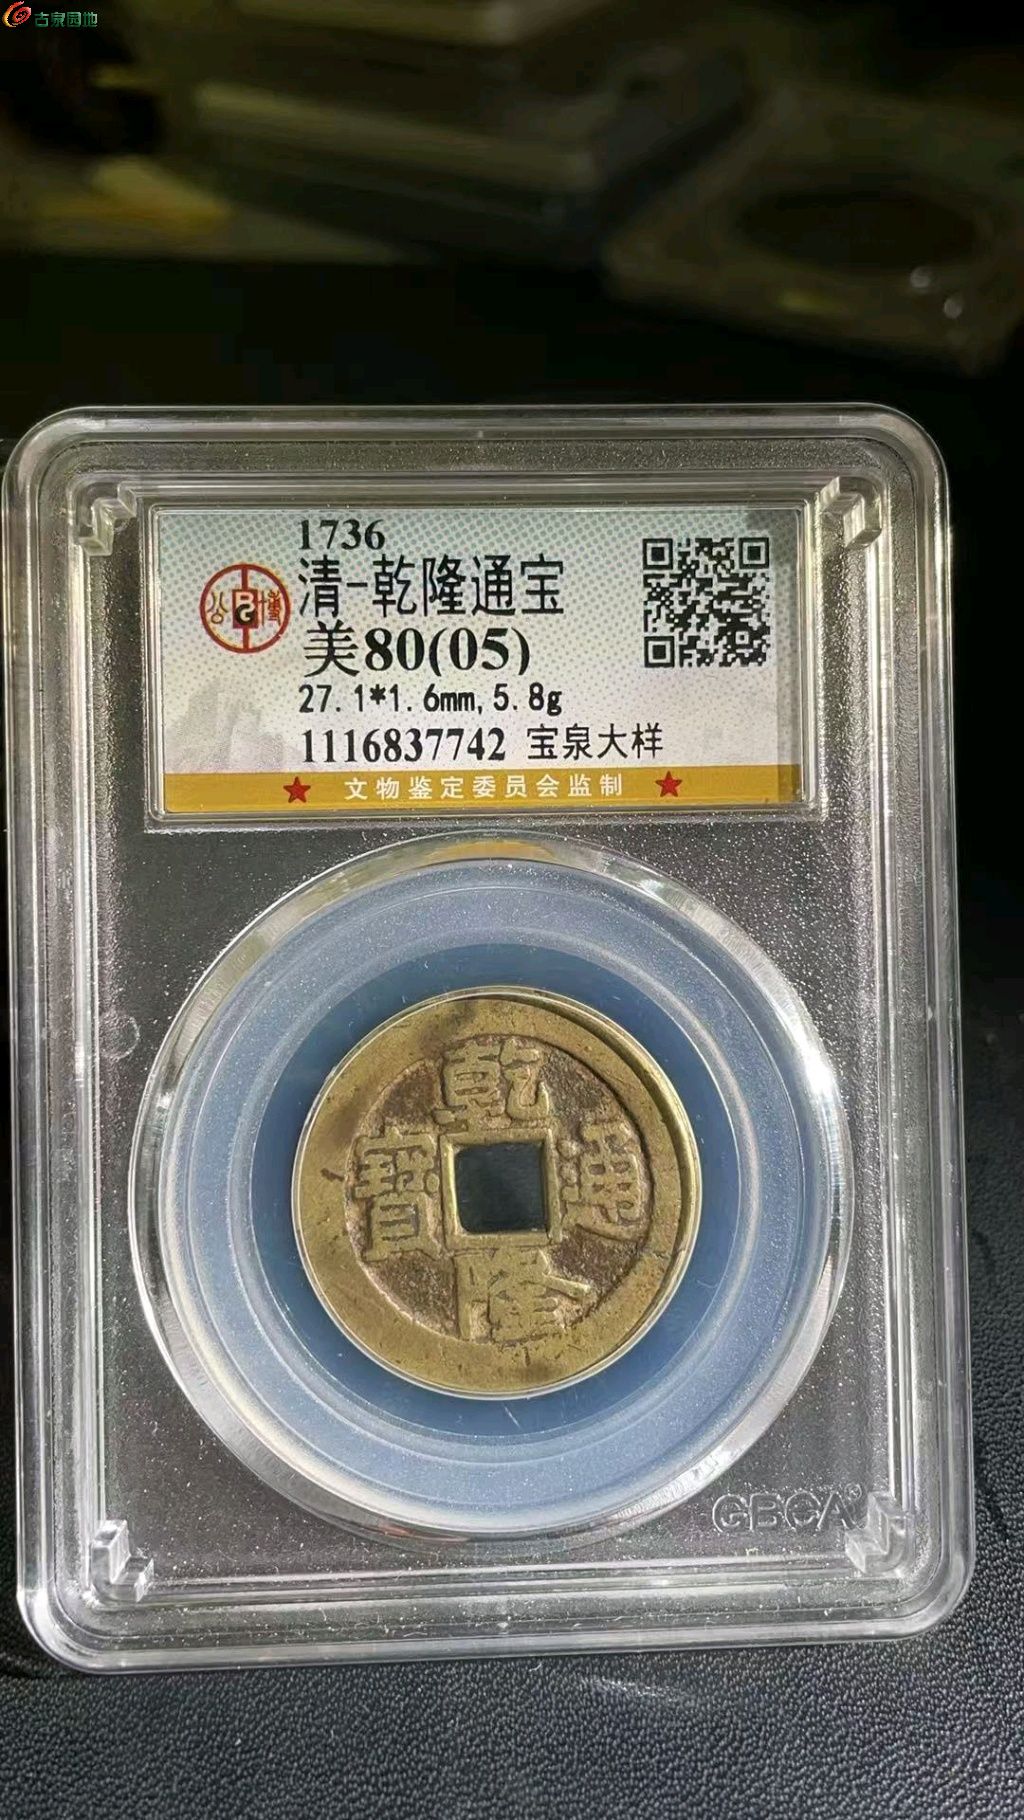 古泉园地
1736
清-乾隆通宝
美80(05)
27.1*1.6mm,5.8g
1116837742 宝泉大样
公博
文物鉴定委员会监制
乾隆通寶
GBCA